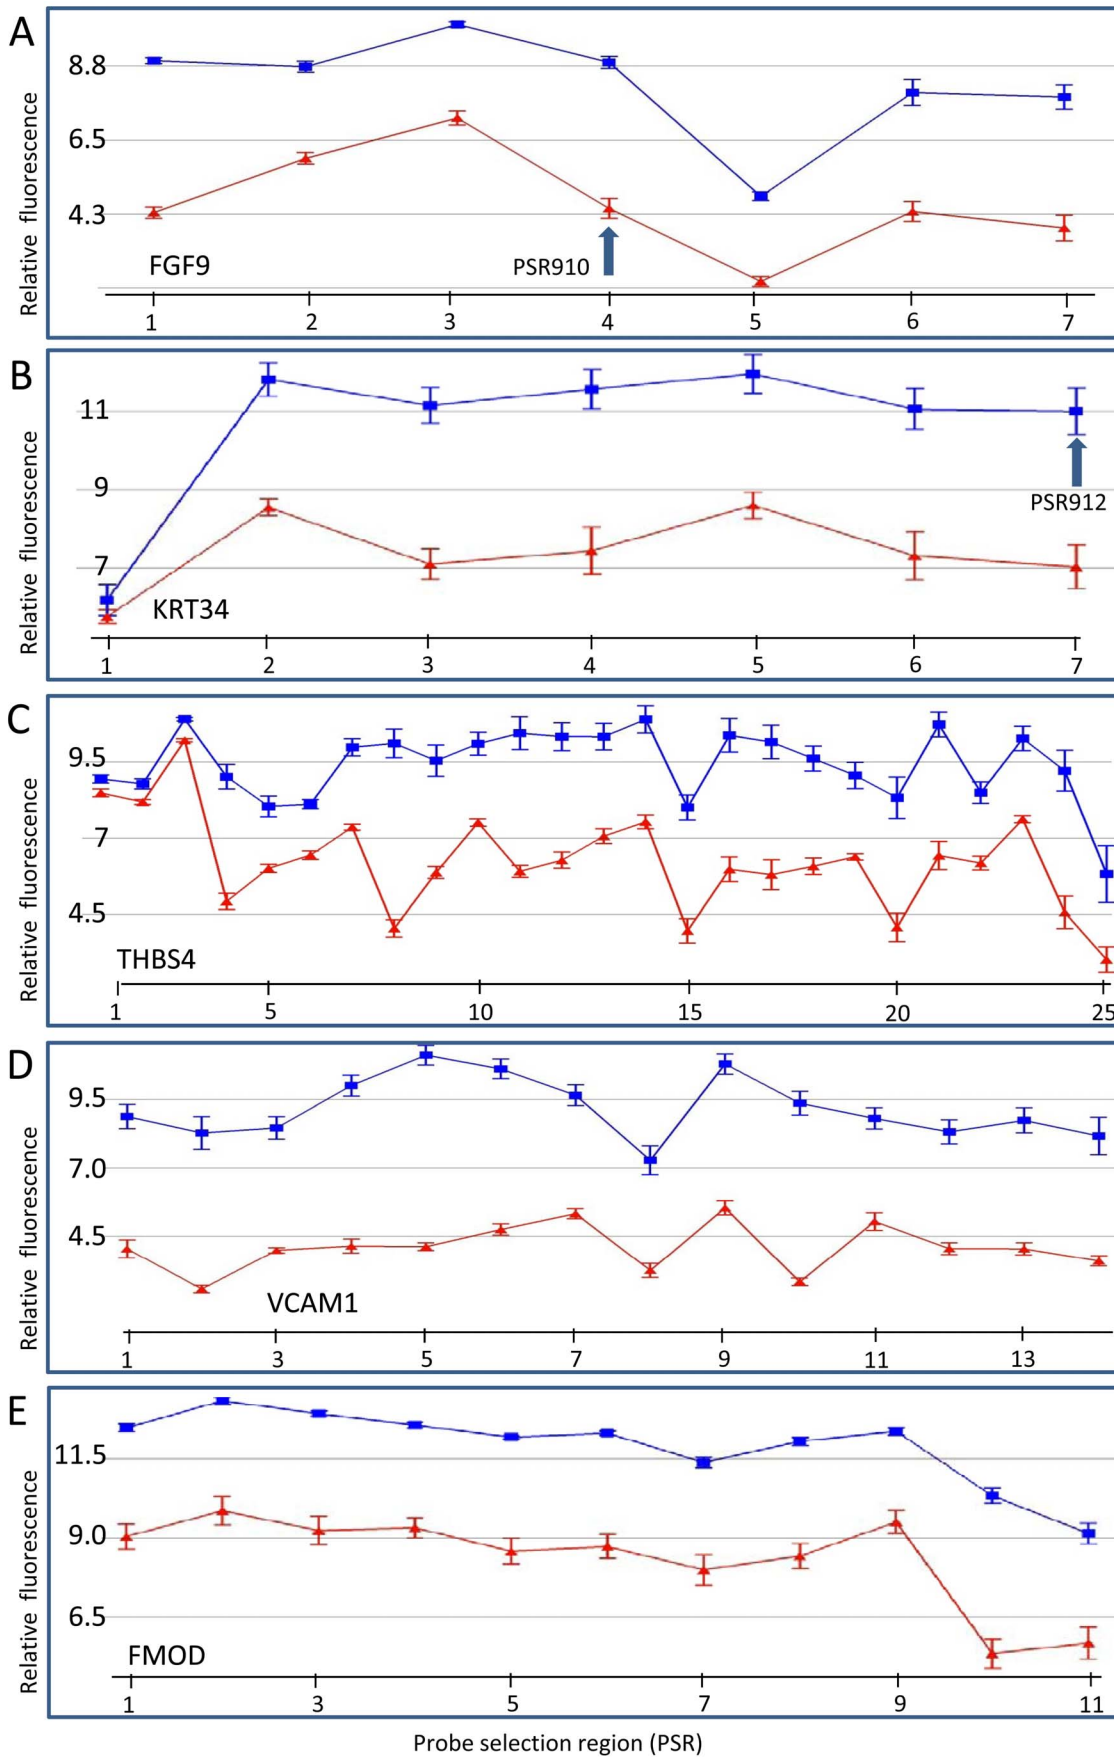 A
Relative fluorescence
8.8
6.5
4.3
FGF9
PSR910
1 2 3 4 5 6 7
B
Relative fluorescence
11
9
7
PSR912
KRT34
1 2 3 4 5 6 7
C
Relative fluorescence
9.5
7
4.5
THBS4
1 5 10 15 20 25
D
Relative fluorescence
9.5
7.0
4.5
VCAM1
1 3 5 7 9 11 13
E
Relative fluorescence
11.5
9.0
6.5
FMOD
1 3 5 7 9 11
Probe selection region (PSR)